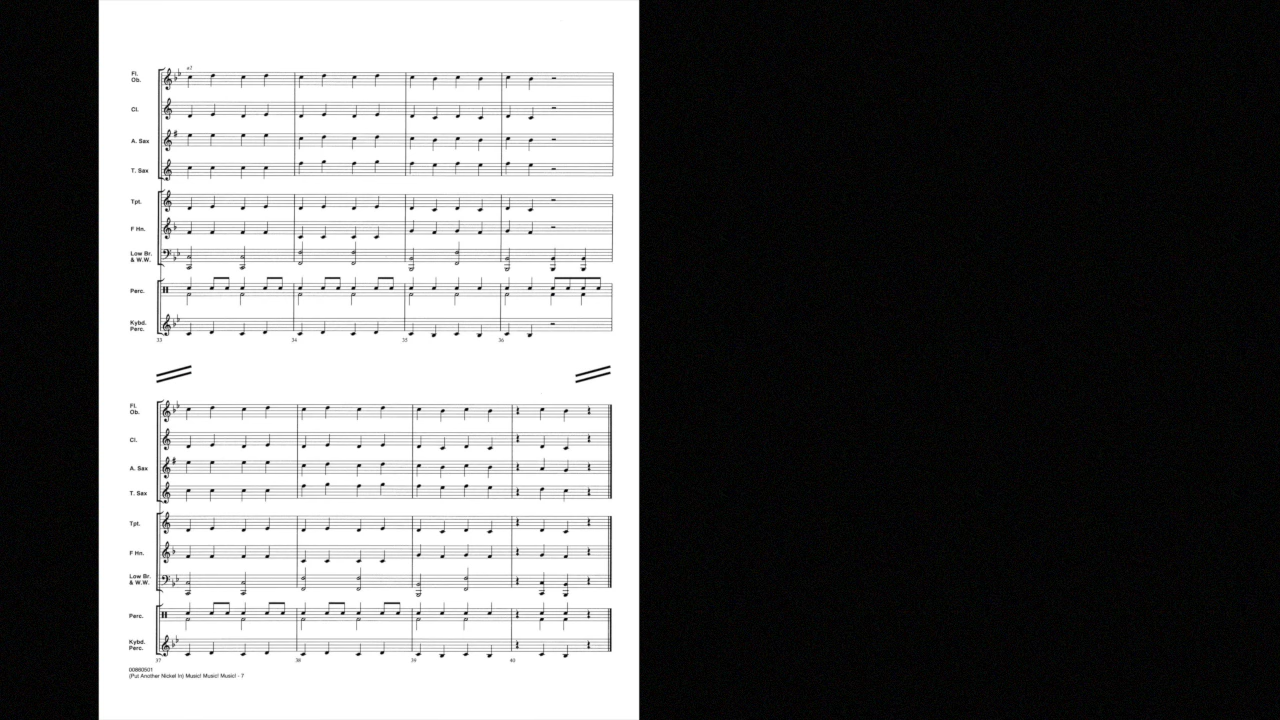 a2
Fl.
Ob.
Cl.
A. Sax
T. Sax
Tpt.
F Hn.
Low Br.
& W.W.
Perc.
Kybd.
Perc.
33 34 35 36
Fl.
Ob.
Cl.
A. Sax
T. Sax
Tpt.
F Hn.
Low Br.
& W.W.
Perc.
Kybd.
Perc.
37 38 39 40
00860501
(Put Another Nickel In) Music! Music! Music! - 7